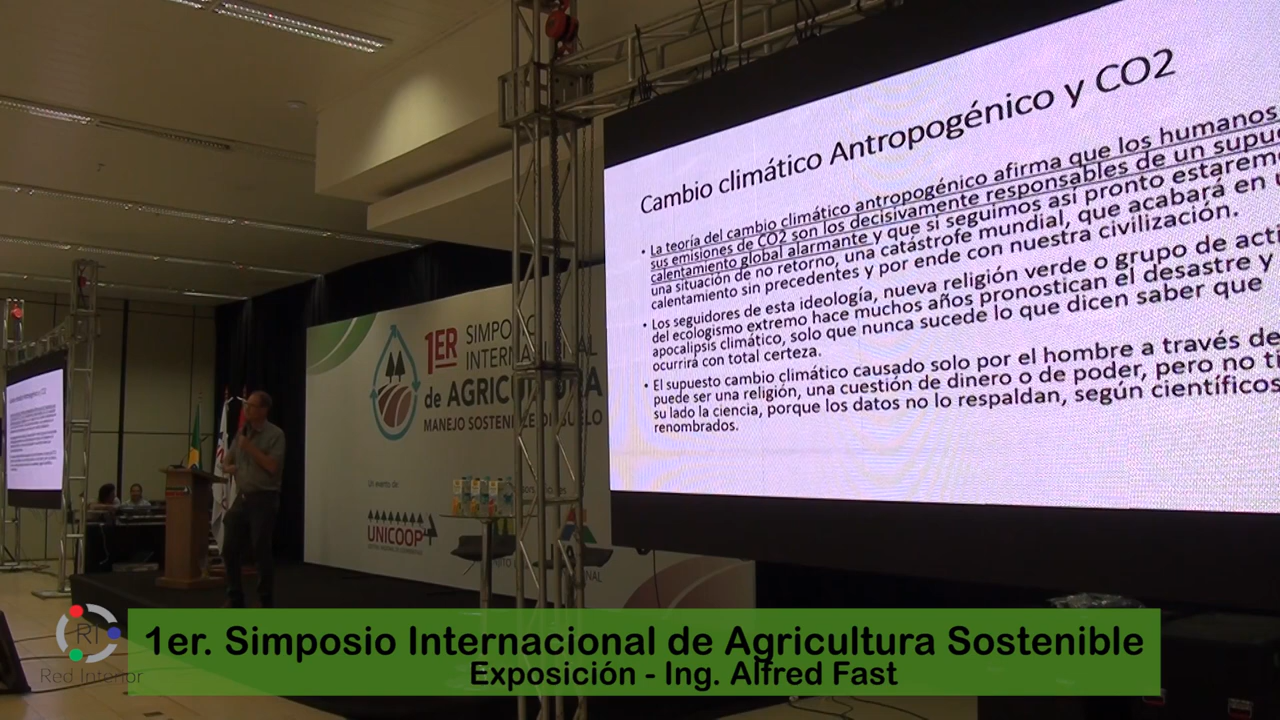 Cambio climático Antropogénico y CO2
• La teoría del cambio climático antropogénico afirma que los humanos
sus emisiones de CO2 son los decisivamente responsables de un
calentamiento global alarmante y que si seguimos así pronto
una situación de no retorno, una catástrofe mundial, que acabará en
calentamiento sin precedentes y por ende con nuestra civilización.
• Los seguidores de esta ideología, nueva religión verde o grupo de
del ecologismo extremo hace muchos años pronostican el desastre y
apocalipsis climático, solo que nunca sucede lo que dicen saber que
ocurrirá con total certeza.
• El supuesto cambio climático causado solo por el hombre a través de
puede ser una religión, una cuestión de dinero o de poder, pero no
su lado la ciencia, porque los datos no lo respaldan, según científicos
renombrados.
1ER
de AGRICULTURA
MANEJO
Un evento de:
UNICOOP
RI
Red Interior
1er. Simposio Internacional de Agricultura Sostenible
Exposición - Ing. Alfred Fast